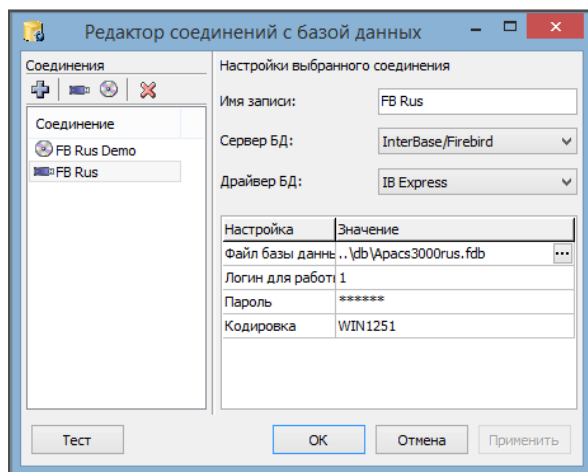 Редактор соединений с базой данных
Соединения
Соединение
FB Rus Demo
FB Rus
Настройки выбранного соединения
Имя записи: FB Rus
Сервер БД: InterBase/Firebird
Драйвер БД: IB Express
Настройка Значение
Файл базы данны ..\db\Apacs3000rus.fdb ...
Логин для работ 1
Пароль ******
Кодировка WIN1251
Тест OK Отмена Применить